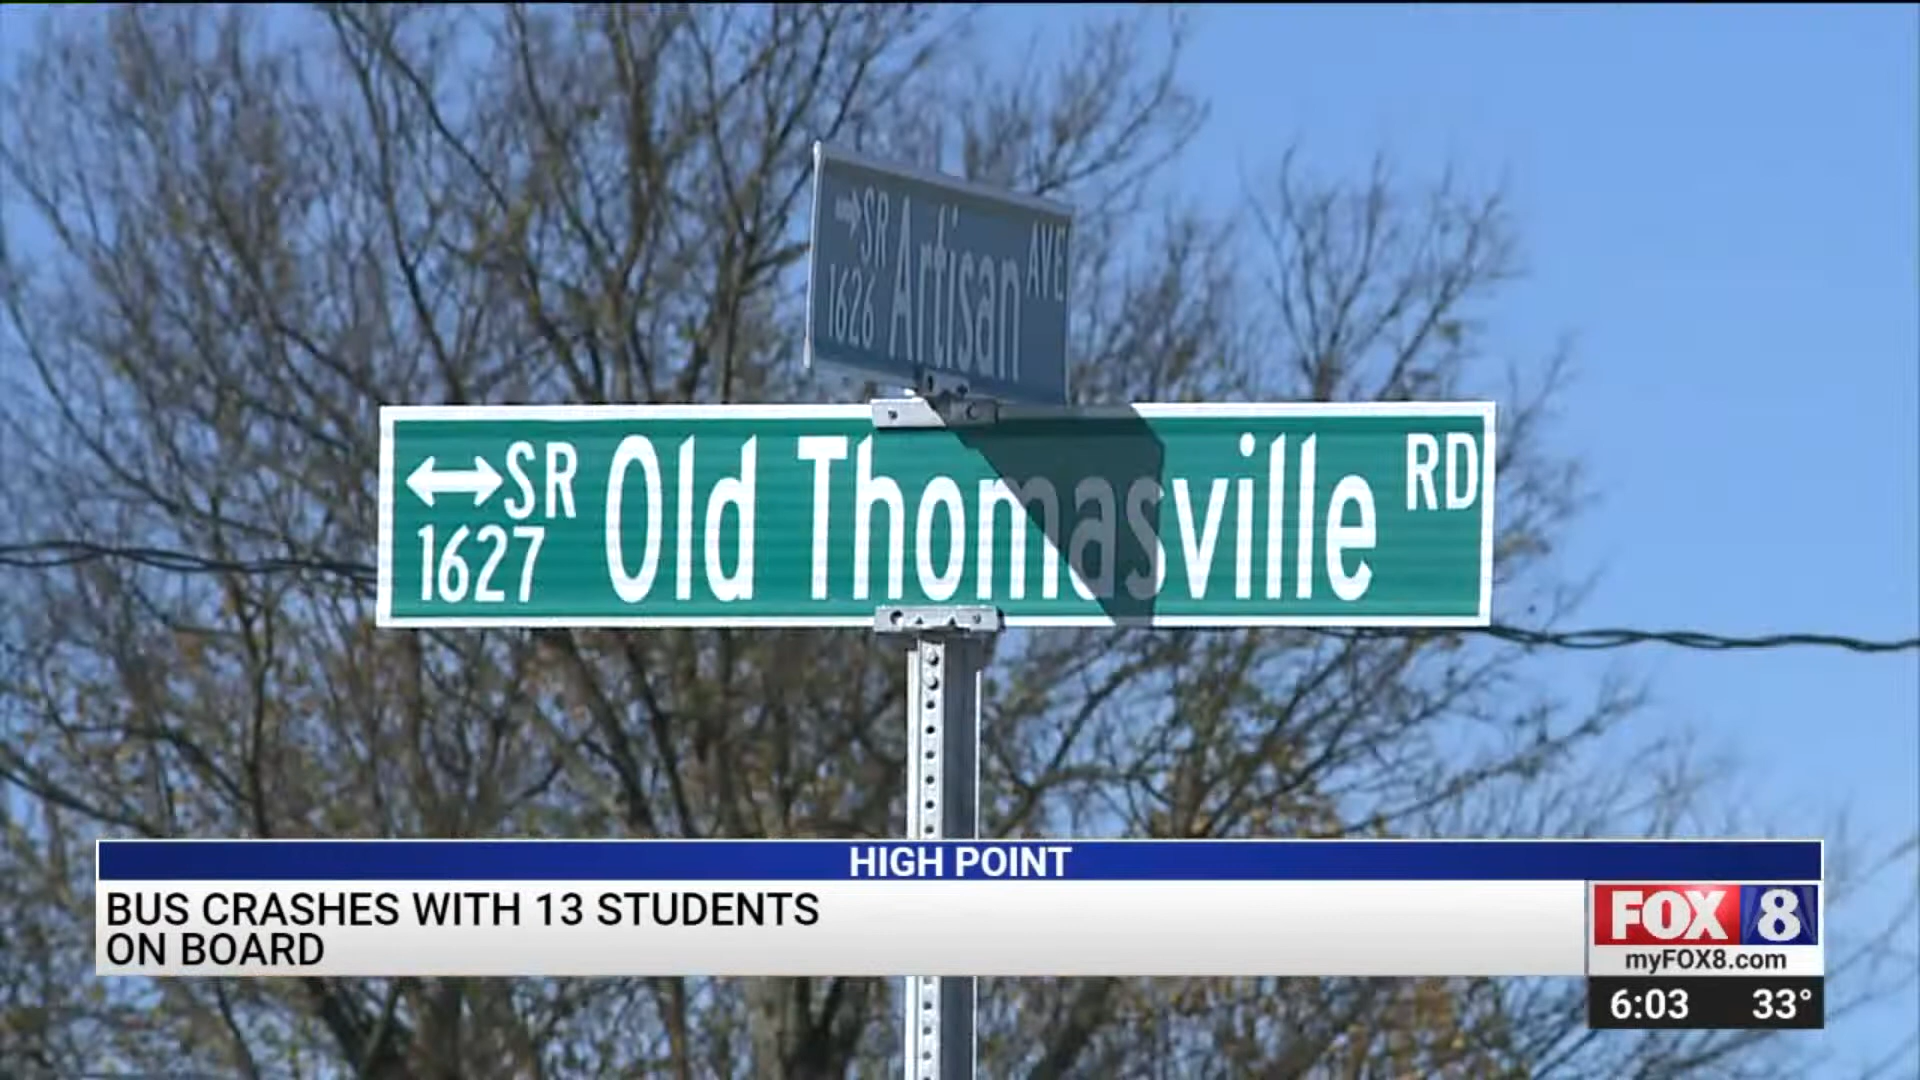 SR Artisan AVE
1626
SR Old Thomasville RD
1627
HIGH POINT
BUS CRASHES WITH 13 STUDENTS
ON BOARD
FOX 8
myFOX8.com
6:03 33°